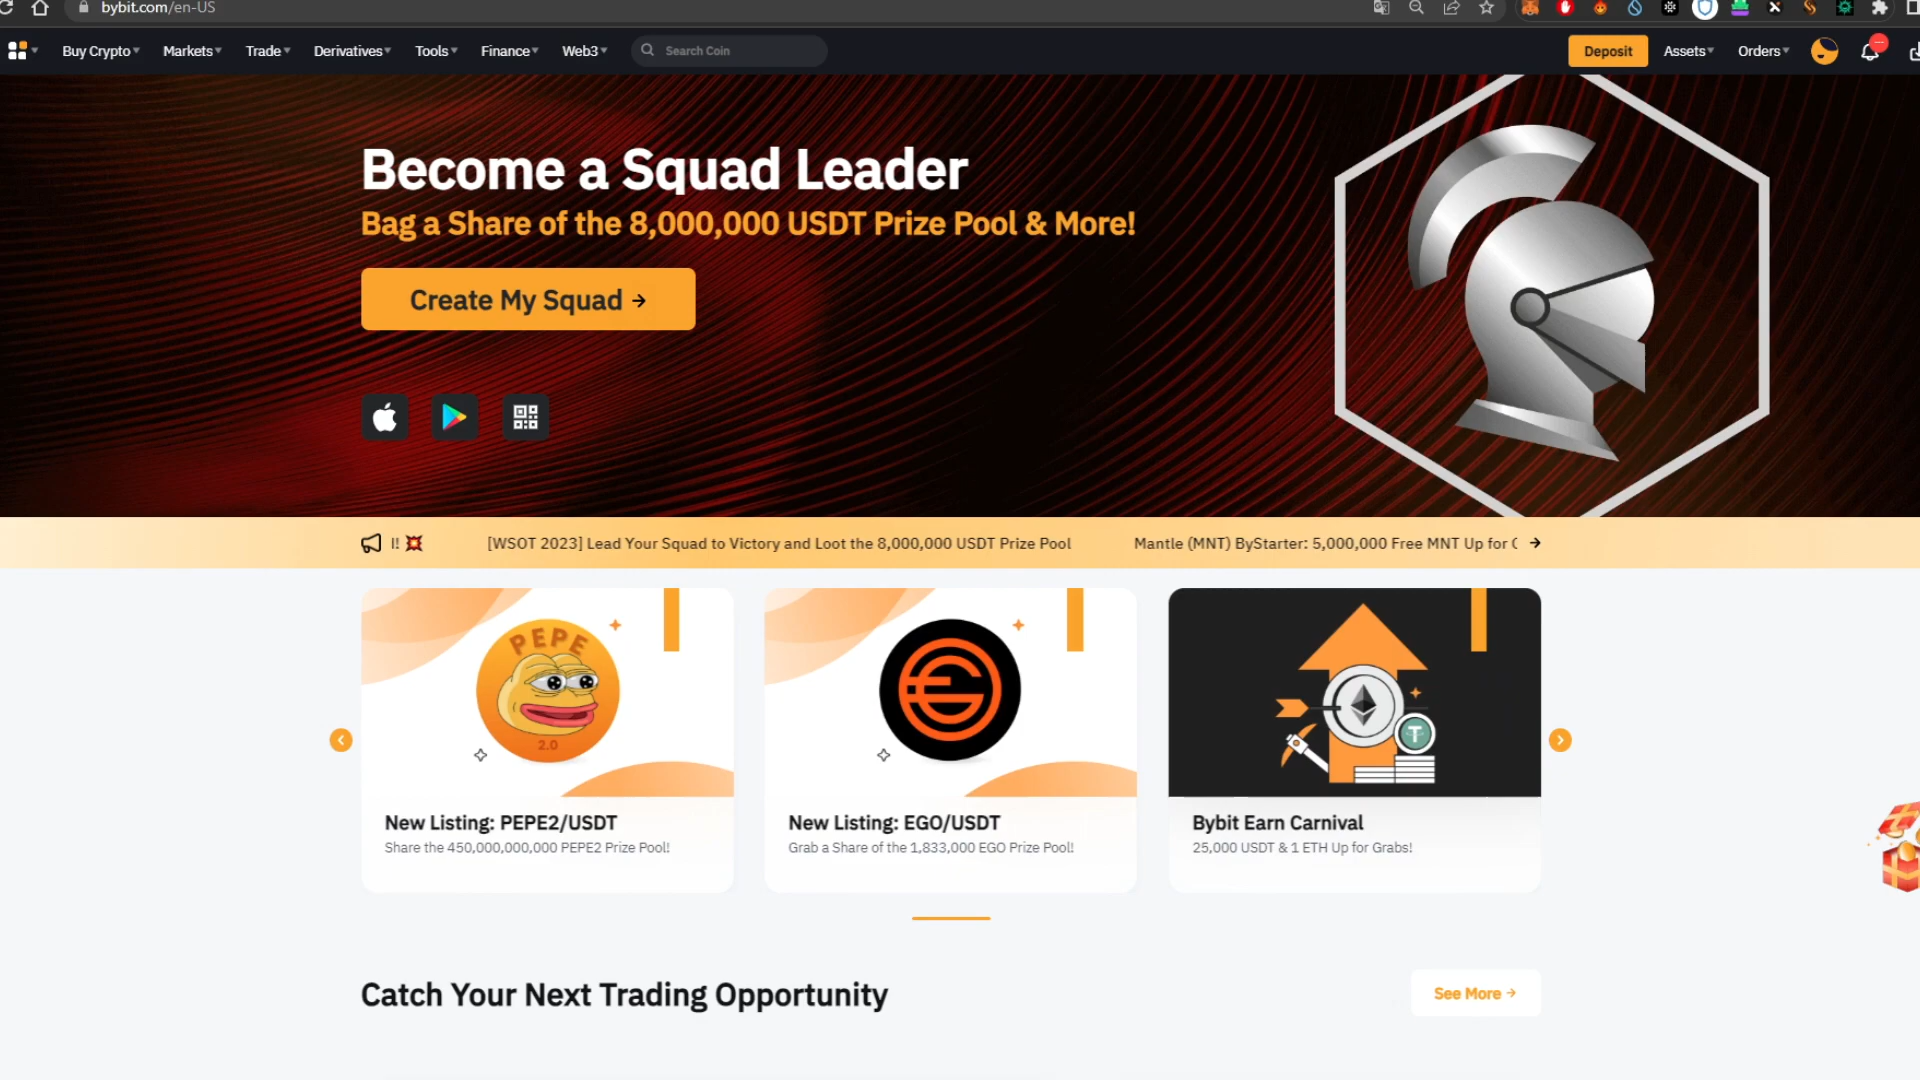 bybit.com/en-US
Buy Crypto Markets Trade Derivatives Tools Finance Web3 Search Coin Deposit Assets Orders
Become a Squad Leader
Bag a Share of the 8,000,000 USDT Prize Pool & More!
Create My Squad →
!! 💥 [WSOT 2023] Lead Your Squad to Victory and Loot the 8,000,000 USDT Prize Pool Mantle (MNT) ByStarter: 5,000,000 Free MNT Up for →
PEPE
2.0
New Listing: PEPE2/USDT
Share the 450,000,000,000 PEPE2 Prize Pool!
New Listing: EGO/USDT
Grab a Share of the 1,833,000 EGO Prize Pool!
Bybit Earn Carnival
25,000 USDT & 1 ETH Up for Grabs!
Catch Your Next Trading Opportunity
See More →